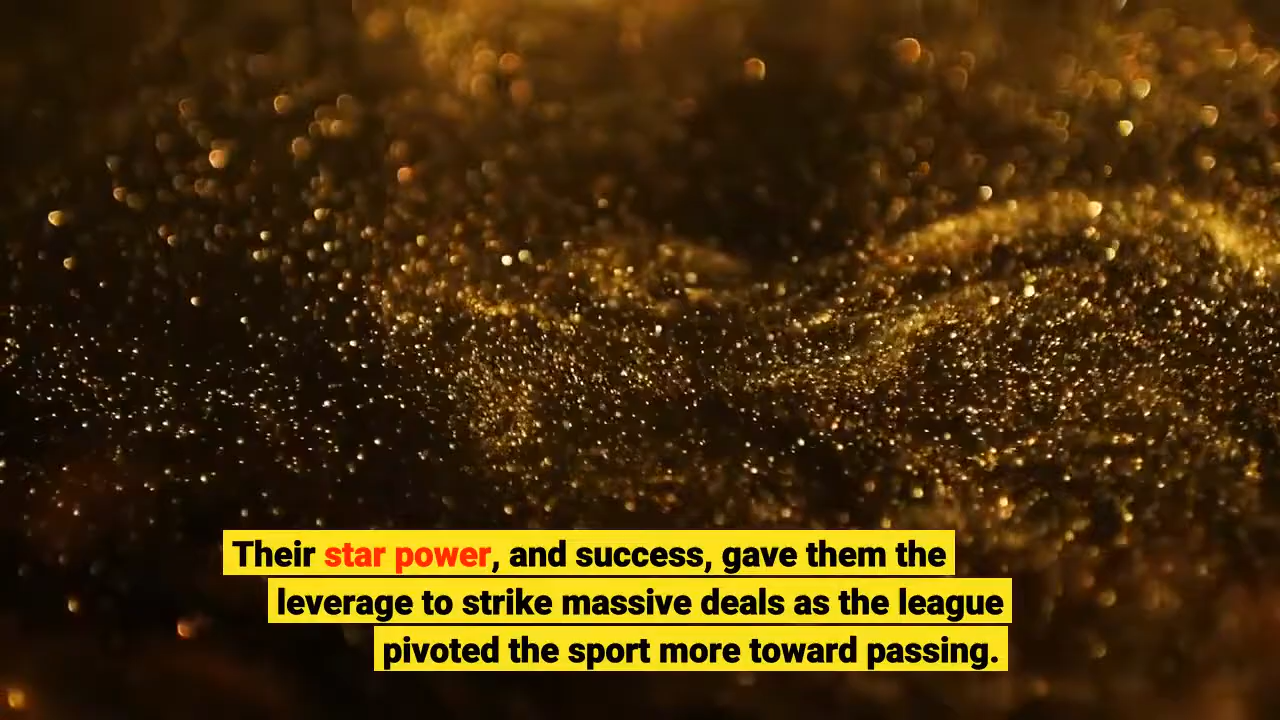 Their star power, and success, gave them the
leverage to strike massive deals as the league
pivoted the sport more toward passing.